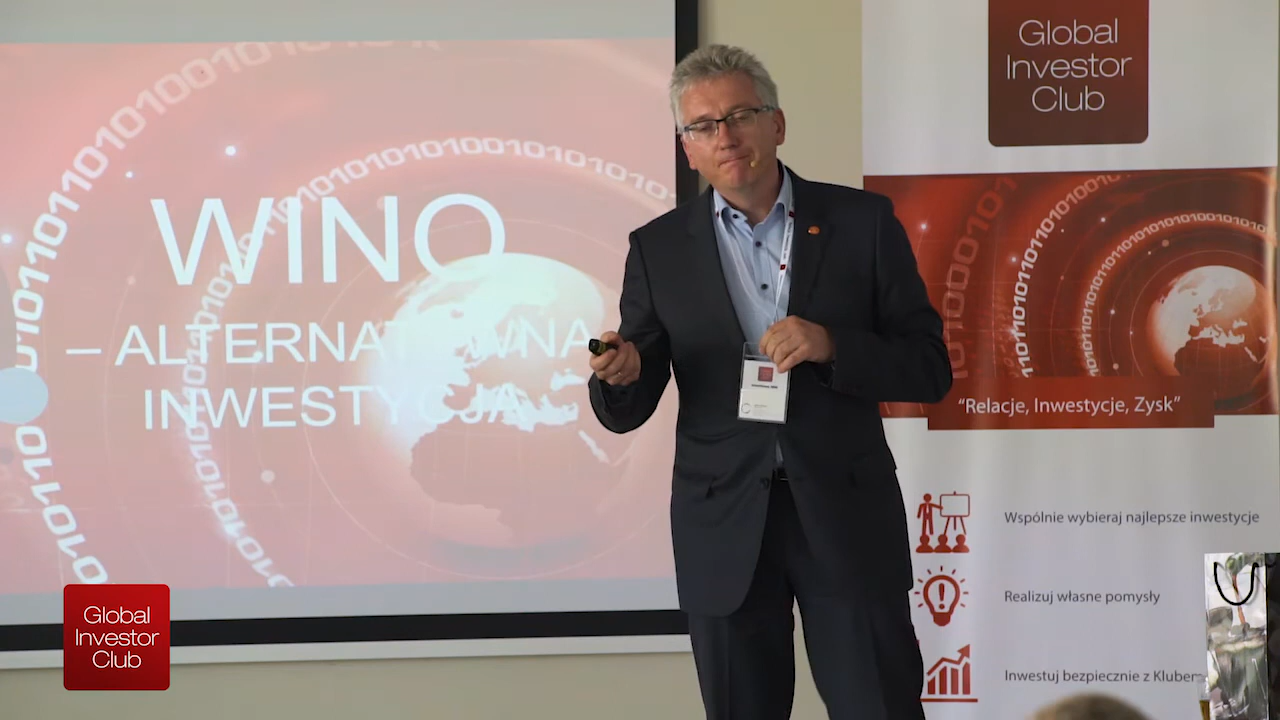 WINO
– ALTERNATYWNA
INWESTYCJA
Global
Investor
Club
Global
Investor
Club
“Relacje, Inwestycje, Zysk”
Wspólnie wybieraj najlepsze inwestycje
Realizuj własne pomysły
Inwestuj bezpiecznie z Klubem